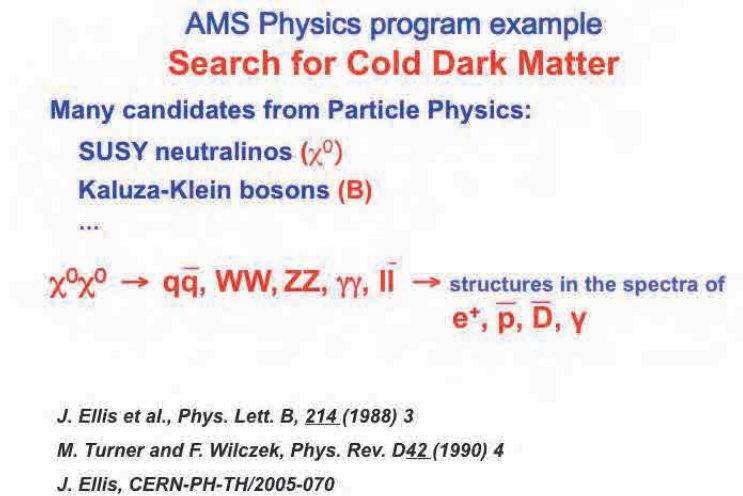 AMS Physics program example
Search for Cold Dark Matter
Many candidates from Particle Physics:
SUSY neutralinos (χ⁰)
Kaluza-Klein bosons (B)
...
χ⁰χ⁰ → qq̄, WW, ZZ, γγ, ll̄ → structures in the spectra of
e⁺, p̄, D̄, γ
J. Ellis et al., Phys. Lett. B, 214 (1988) 3
M. Turner and F. Wilczek, Phys. Rev. D42 (1990) 4
J. Ellis, CERN-PH-TH/2005-070